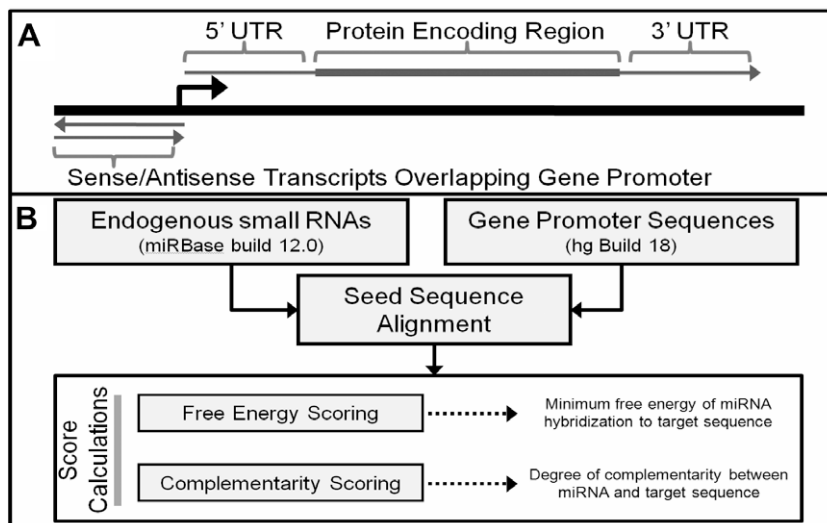 A
5’ UTR
Protein Encoding Region
3’ UTR
Sense/Antisense Transcripts Overlapping Gene Promoter
B
Endogenous small RNAs
(miRBase build 12.0)
Gene Promoter Sequences
(hg Build 18)
Seed Sequence
Alignment
Score
Calculations
Free Energy Scoring
Minimum free energy of miRNA
hybridization to target sequence
Complementarity Scoring
Degree of complementarity between
miRNA and target sequence